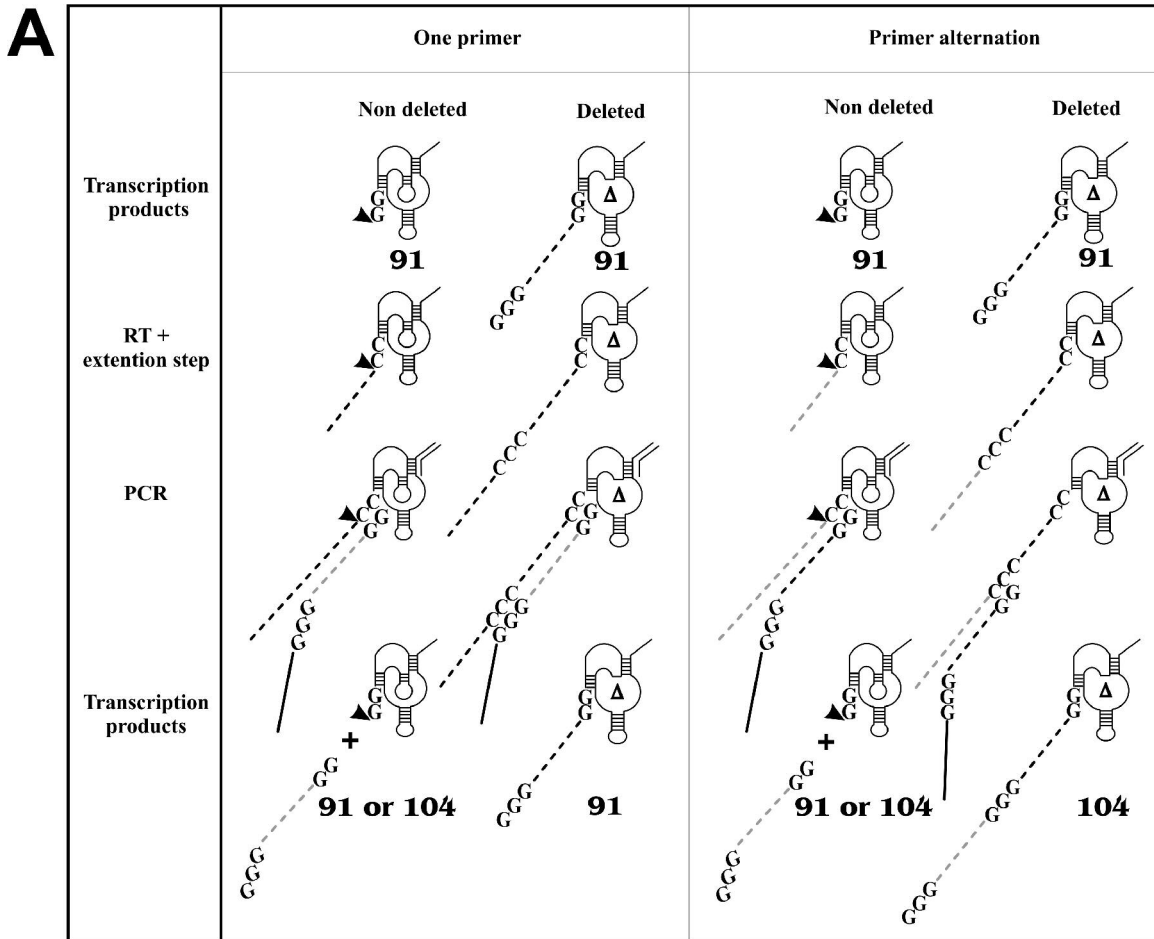 A
One primer
Primer alternation
Non deleted
Deleted
Non deleted
Deleted
Transcription
products
G
G
Δ
G
G
G
G
G
G
G
Δ
G
G
G
G
G
91
91
91
91
RT +
extention step
C
C
Δ
C
C
C
C
C
C
C
Δ
C
C
C
C
C
PCR
C
C
G
G
G
G
G
Δ
C
C
G
G
C
C
C
G
G
G
C
C
G
G
G
G
G
Δ
C
C
C
C
C
G
G
G
G
G
Transcription
products
G
G
Δ
G
G
G
G
G
G
G
Δ
G
G
G
G
G
+
+
G
G
G
G
G
G
G
G
G
G
G
G
G
91 or 104
91
91 or 104
104